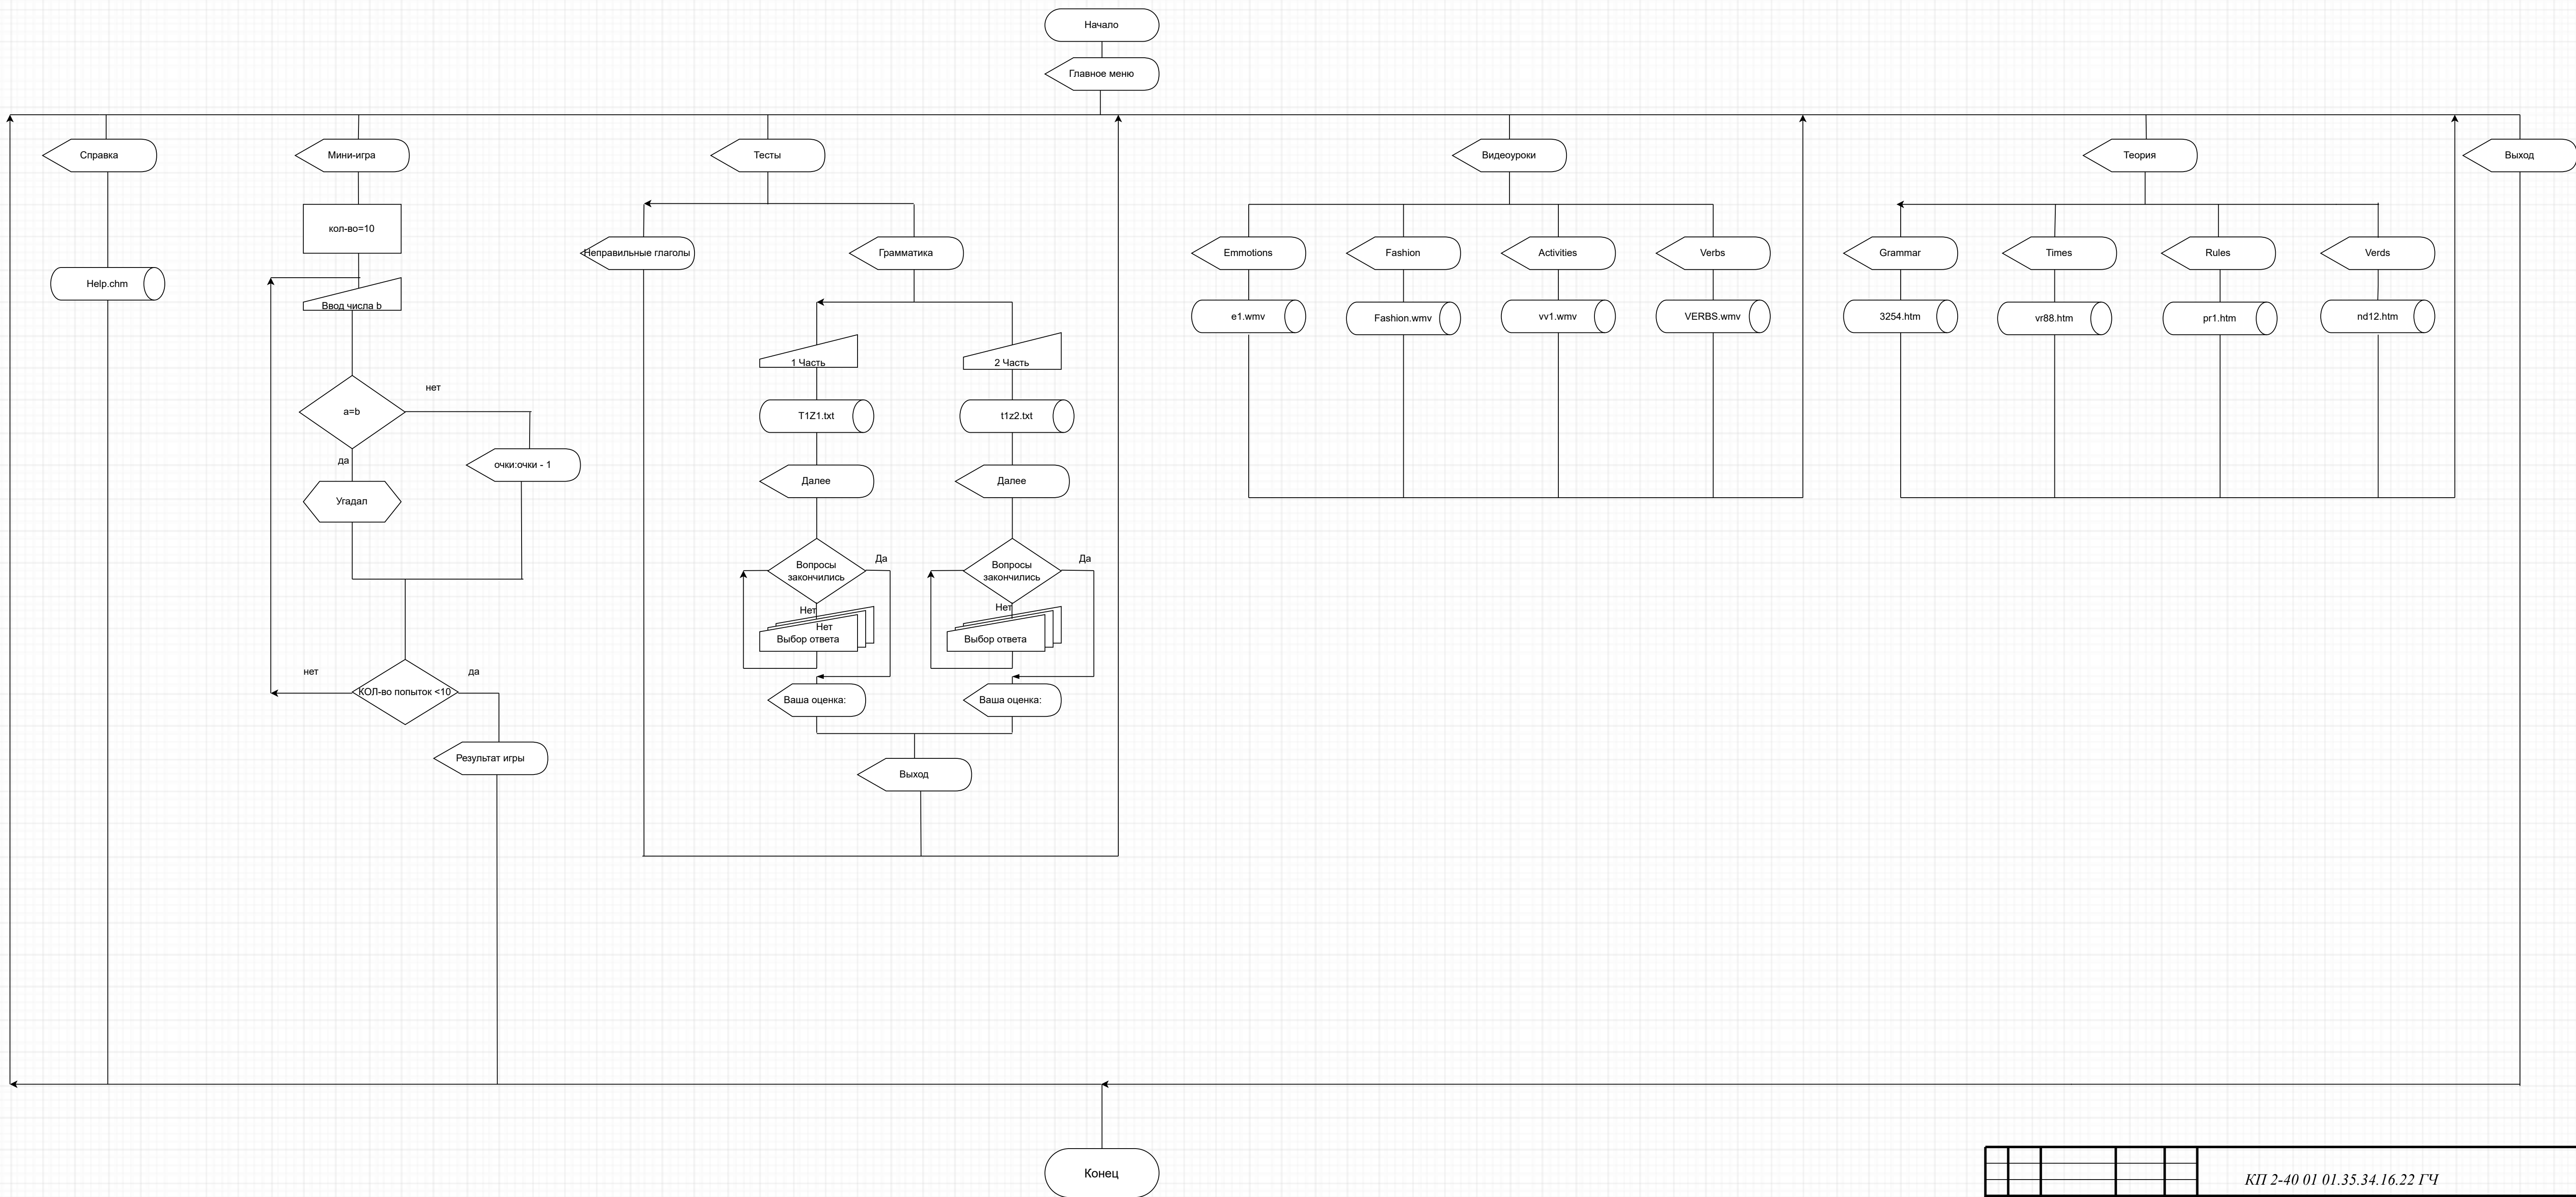 Начало
Главное меню
Справка
Мини-игра
Тесты
Видеоуроки
Теория
Выход
кол-во=10
Неправильные глаголы
Грамматика
Emmotions
Fashion
Activities
Verbs
Grammar
Times
Rules
Verds
Help.chm
Ввод числа b
e1.wmv
Fashion.wmv
vv1.wmv
VERBS.wmv
3254.htm
vr88.htm
pr1.htm
nd12.htm
1 Часть
2 Часть
нет
a=b
T1Z1.txt
t1z2.txt
да
очки:очки - 1
Далее
Далее
Угадал
Да
Да
Вопросы
закончились
Вопросы
закончились
Нет
Нет
Нет
Выбор ответа
Выбор ответа
нет
да
КОЛ-во попыток <10
Ваша оценка:
Ваша оценка:
Результат игры
Выход
Конец
КП 2-40 01 01.35.34.16.22 ГЧ